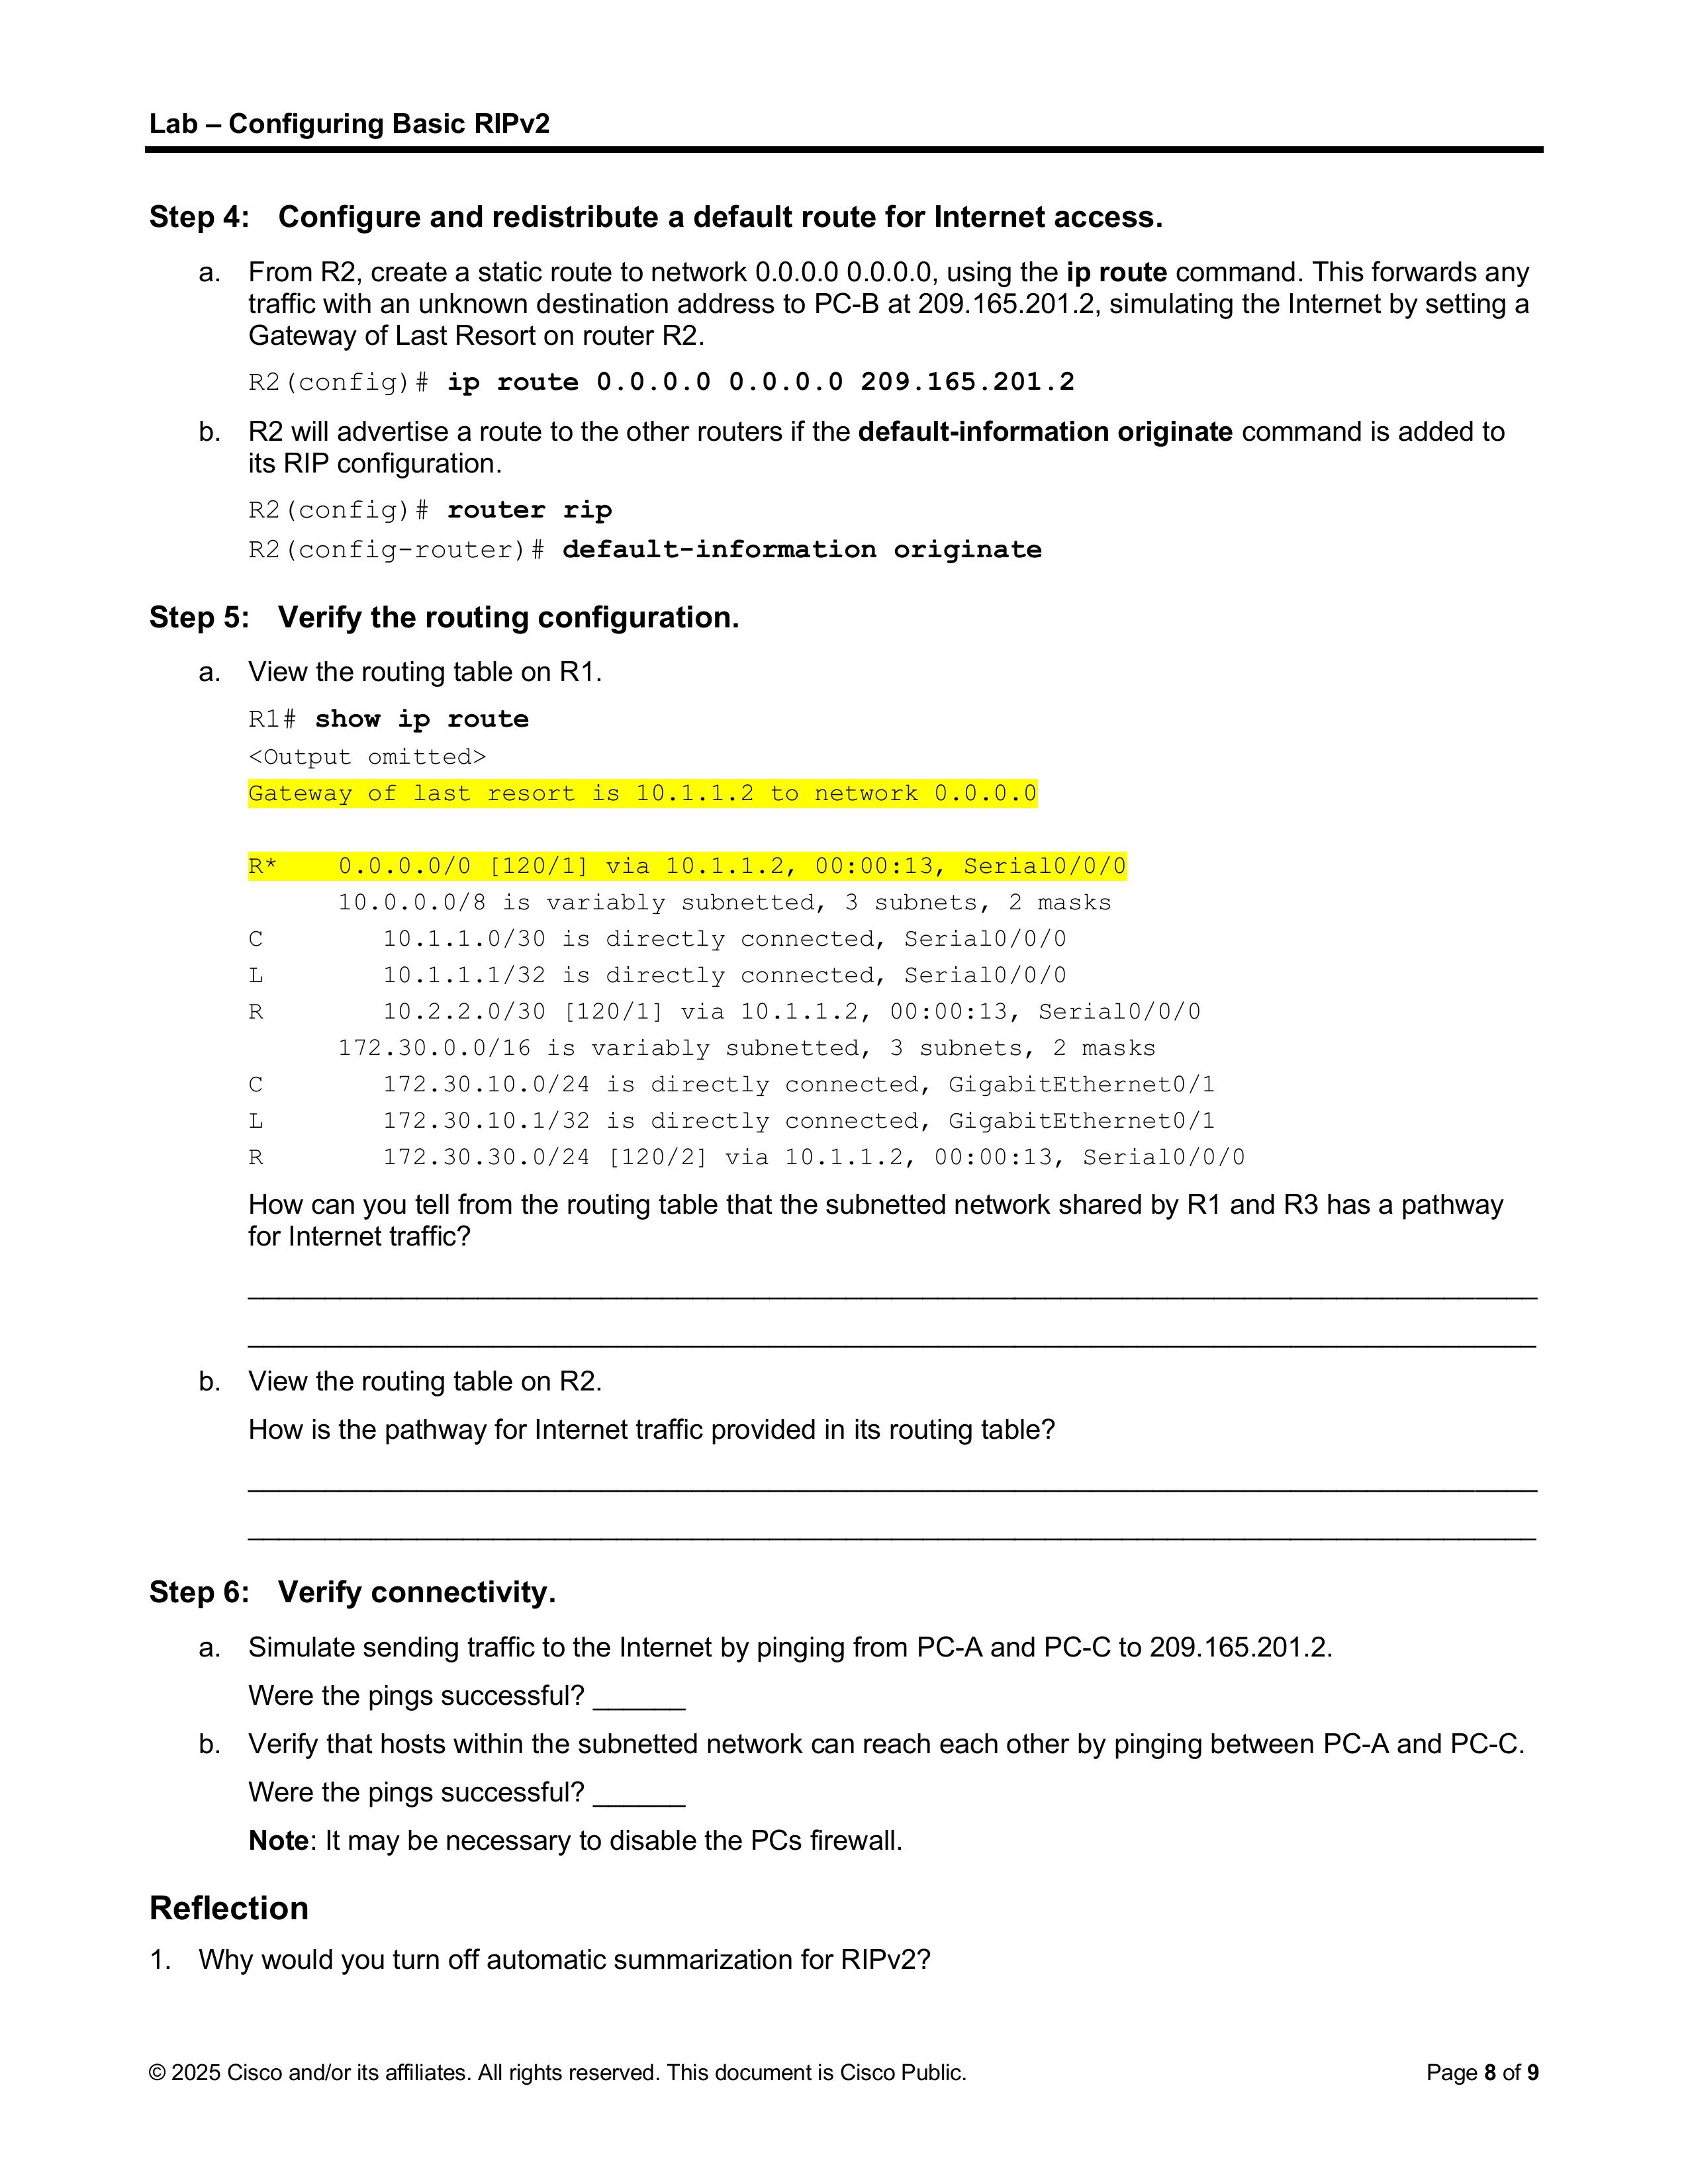 Lab – Configuring Basic RIPv2
Step 4: Configure and redistribute a default route for Internet access.
a. From R2, create a static route to network 0.0.0.0 0.0.0.0, using the ip route command. This forwards any
traffic with an unknown destination address to PC-B at 209.165.201.2, simulating the Internet by setting a
Gateway of Last Resort on router R2.
R2(config)# ip route 0.0.0.0 0.0.0.0 209.165.201.2
b. R2 will advertise a route to the other routers if the default-information originate command is added to
its RIP configuration.
R2(config)# router rip
R2(config-router)# default-information originate
Step 5: Verify the routing configuration.
a. View the routing table on R1.
R1# show ip route
<Output omitted>
Gateway of last resort is 10.1.1.2 to network 0.0.0.0
R* 0.0.0.0/0 [120/1] via 10.1.1.2, 00:00:13, Serial0/0/0
10.0.0.0/8 is variably subnetted, 3 subnets, 2 masks
C 10.1.1.0/30 is directly connected, Serial0/0/0
L 10.1.1.1/32 is directly connected, Serial0/0/0
R 10.2.2.0/30 [120/1] via 10.1.1.2, 00:00:13, Serial0/0/0
172.30.0.0/16 is variably subnetted, 3 subnets, 2 masks
C 172.30.10.0/24 is directly connected, GigabitEthernet0/1
L 172.30.10.1/32 is directly connected, GigabitEthernet0/1
R 172.30.30.0/24 [120/2] via 10.1.1.2, 00:00:13, Serial0/0/0
How can you tell from the routing table that the subnetted network shared by R1 and R3 has a pathway
for Internet traffic?
b. View the routing table on R2.
How is the pathway for Internet traffic provided in its routing table?
Step 6: Verify connectivity.
a. Simulate sending traffic to the Internet by pinging from PC-A and PC-C to 209.165.201.2.
Were the pings successful? ______
b. Verify that hosts within the subnetted network can reach each other by pinging between PC-A and PC-C.
Were the pings successful? ______
Note: It may be necessary to disable the PCs firewall.
Reflection
1. Why would you turn off automatic summarization for RIPv2?
© 2025 Cisco and/or its affiliates. All rights reserved. This document is Cisco Public. Page 8 of 9